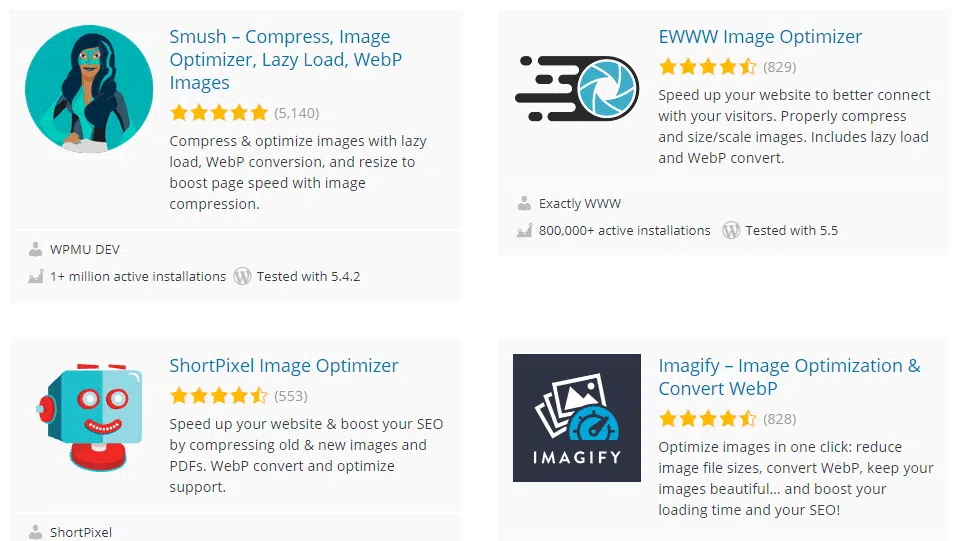 Smush – Compress, Image
Optimizer, Lazy Load, WebP
Images
(5,140)
Compress & optimize images with lazy
load, WebP conversion, and resize to
boost page speed with image
compression.
WPMU DEV
1+ million active installations
Tested with 5.4.2
EWWW Image Optimizer
(829)
Speed up your website to better connect
with your visitors. Properly compress
and size/scale images. Includes lazy load
and WebP convert.
Exactly WWW
800,000+ active installations
Tested with 5.5
ShortPixel Image Optimizer
(553)
Speed up your website & boost your SEO
by compressing old & new images and
PDFs. WebP convert and optimize
support.
ShortPixel
IMAGIFY
Imagify – Image Optimization &
Convert WebP
(828)
Optimize images in one click: reduce
image file sizes, convert WebP, keep your
images beautiful… and boost your
loading time and your SEO!